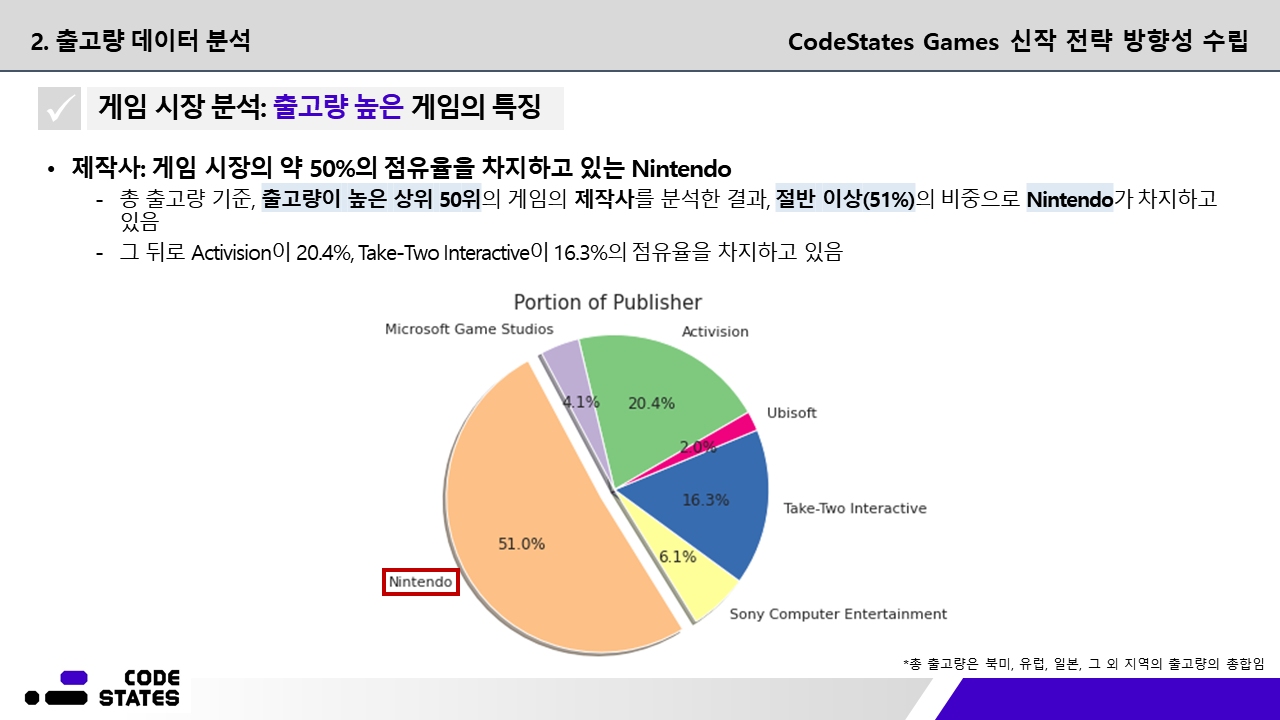 2. 출고량 데이터 분석
CodeStates Games 신작 전략 방향성 수립
게임 시장 분석: 출고량 높은 게임의 특징
• 제작사: 게임 시장의 약 50%의 점유율을 차지하고 있는 Nintendo
- 총 출고량 기준, 출고량이 높은 상위 50위의 게임의 제작사를 분석한 결과, 절반 이상(51%)의 비중으로 Nintendo가 차지하고
있음
- 그 뒤로 Activision이 20.4%, Take-Two Interactive이 16.3%의 점유율을 차지하고 있음
Portion of Publisher
Microsoft Game Studios
Activision
4.1%
20.4%
Ubisoft
2.0%
16.3%
Take-Two Interactive
51.0%
6.1%
Nintendo
Sony Computer Entertainment
*총 출고량은 북미, 유럽, 일본, 그 외 지역의 출고량의 총합임
CODE
STATES